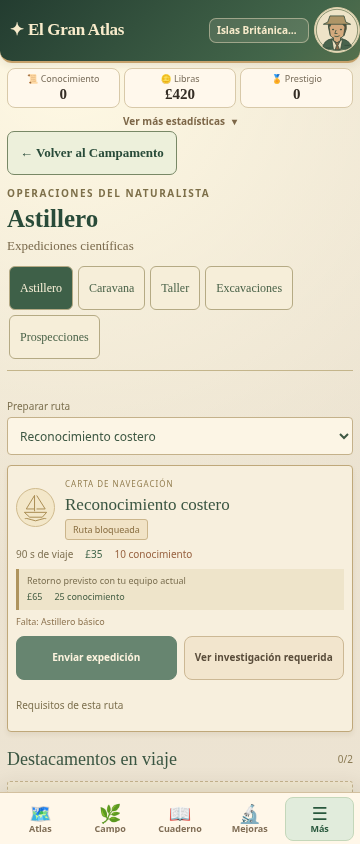 ✦ El Gran Atlas
Islas Británica...
📜 Conocimiento
0
🪙 Libras
£420
🏅 Prestigio
0
Ver más estadísticas ▼
← Volver al Campamento
OPERACIONES DEL NATURALISTA
Astillero
Expediciones científicas
Astillero
Caravana
Taller
Excavaciones
Prospecciones
Preparar ruta
Reconocimiento costero
CARTA DE NAVEGACIÓN
Reconocimiento costero
Ruta bloqueada
90 s de viaje £35 10 conocimiento
Retorno previsto con tu equipo actual
£65 25 conocimiento
Falta: Astillero básico
Enviar expedición
Ver investigación requerida
Requisitos de esta ruta
Destacamentos en viaje 0/2
Atlas
Campo
Cuaderno
Mejoras
Más